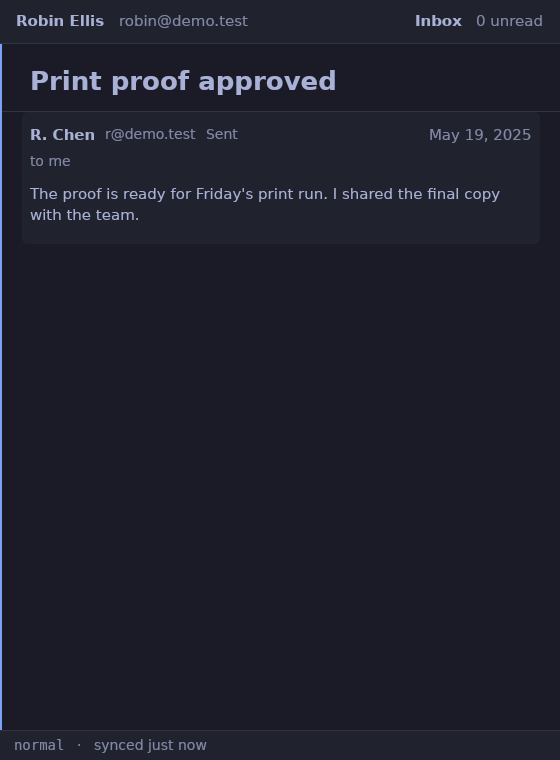 Robin Ellis robin@demo.test Inbox 0 unread
Print proof approved
R. Chen r@demo.test Sent May 19, 2025
to me
The proof is ready for Friday's print run. I shared the final copy
with the team.
normal · synced just now